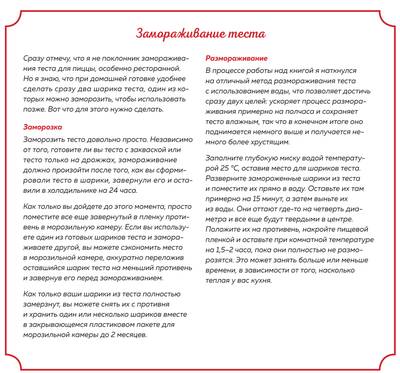 Замораживание теста
Сразу отмечу, что я не поклонник заморажива-
ния теста для пиццы, особенно ресторанной.
Но я знаю, что при домашней готовке удобнее
сделать сразу два шарика теста, один из ко-
торых можно заморозить, чтобы использовать
позже. Вот что для этого нужно сделать.
Заморозка
Заморозить тесто довольно просто. Независимо
от того, готовите ли вы тесто с закваской или
тесто только на дрожжах, замораживание
должно произойти после того, как вы сформи-
ровали тесто в шарики, завернули его и оста-
вили в холодильнике на 24 часа.
Как только вы дойдете до этого момента, просто
поместите все еще завернутый в пленку проти-
вень в морозильную камеру. Если вы использу-
ете один из готовых шариков теста и замора-
живаете другой, вы можете сэкономить место
в морозильной камере, аккуратно переложив
оставшийся шарик теста на меньший противень
и завернув его перед замораживанием.
Как только ваши шарики из теста полностью
замерзнут, вы можете снять их с противня
и хранить один или несколько шариков вместе
в закрывающемся пластиковом пакете для
морозильной камеры до 2 месяцев.
Размораживание
В процессе работы над книгой я наткнулся
на отличный метод размораживания теста
с использованием воды, что позволяет достичь
сразу двух целей: ускоряет процесс размора-
живания примерно на полчаса и сохраняет
тесто влажным, так что в конечном итоге оно
поднимается немного выше и получается нем-
ного более хрустящим.
Заполните глубокую миску водой температу-
рой 25 °C, оставив место для шариков теста.
Разверните замороженные шарики из теста
и поместите их прямо в воду. Оставьте их там
примерно на 15 минут, а затем выньте их
из воды. Они оттают где-то на четверть диа-
метра и все еще будут твердыми в центре.
Положите их на противень, накройте пищевой
пленкой и оставьте при комнатной температуре
на 1,5–2 часа, пока они полностью не размо-
розятся. Это может занять больше или меньше
времени, в зависимости от того, насколько
теплая у вас кухня.